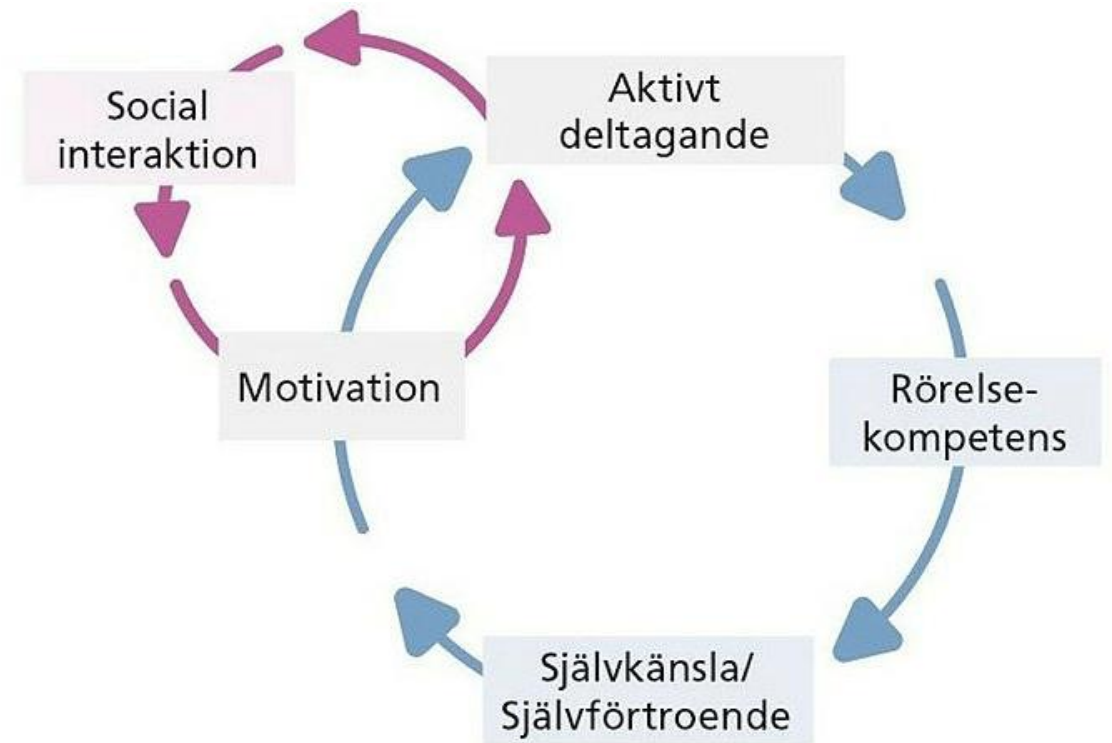 Aktivt
deltagande
Social
interaktion
Motivation
Rörelse-
kompetens
Självkänsla/
Självförtroende